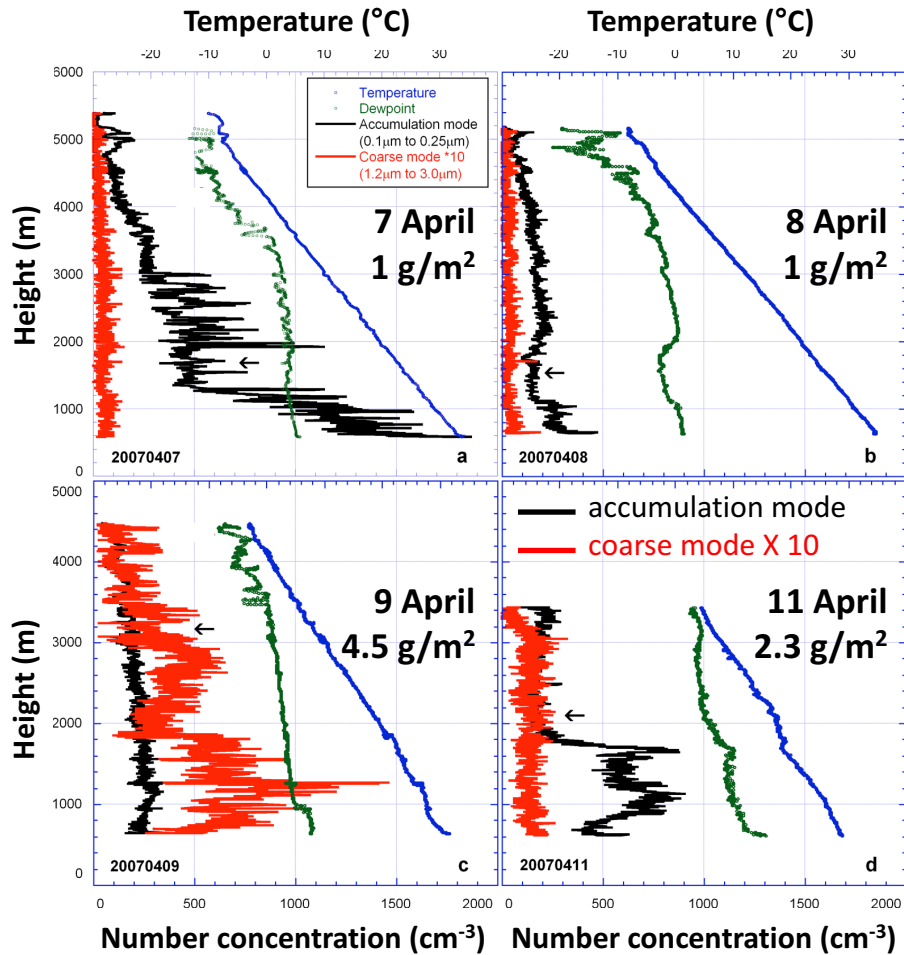 Temperature (°C)
Temperature (°C)
-20 -10 0 10 20 30
-20 -10 0 10 20 30
6000
5000
4000
3000
2000
1000
0
Height (m)
Temperature
Dewpoint
Accumulation mode
(0.1µm to 0.25µm)
Coarse mode *10
(1.2µm to 3.0µm)
7 April
1 g/m²
20070407
a
8 April
1 g/m²
20070408
b
5000
4000
3000
2000
1000
0
Height (m)
9 April
4.5 g/m²
20070409
c
accumulation mode
coarse mode X 10
11 April
2.3 g/m²
20070411
d
0 500 1000 1500 2000
0 500 1000 1500 2000
Number concentration (cm⁻³)
Number concentration (cm⁻³)